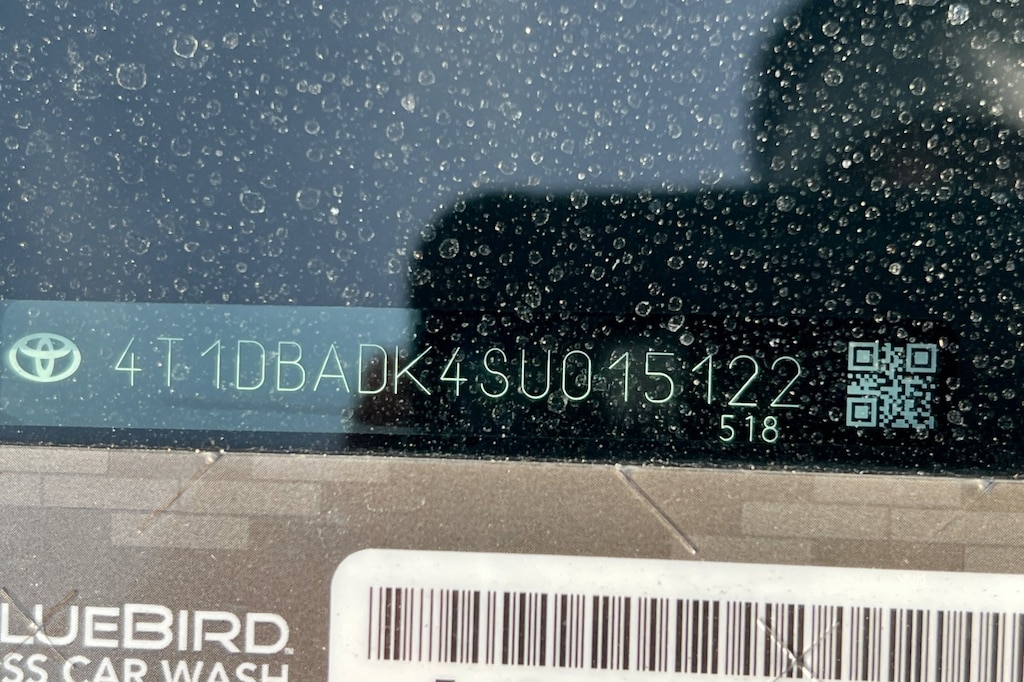 4T1DBADK4SU015122
518
LUEBIRD
SS CAR WASH